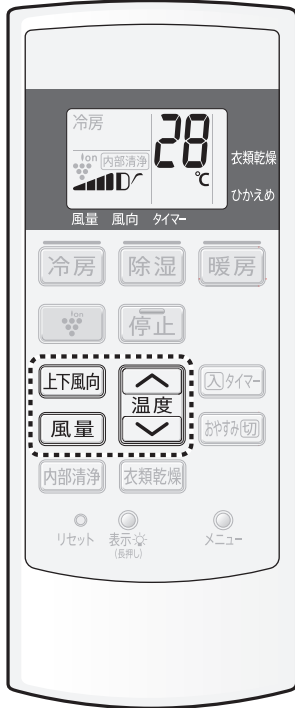 冷房
28
℃
ion 内部清浄
衣類乾燥
ひかえめ
風量 風向 タイマー
冷房 除湿 暖房
ion 停止
上下風向 温度 入タイマー
風量 おやすみ切
内部清浄 衣類乾燥
リセット 表示 メニュー
(長押し)